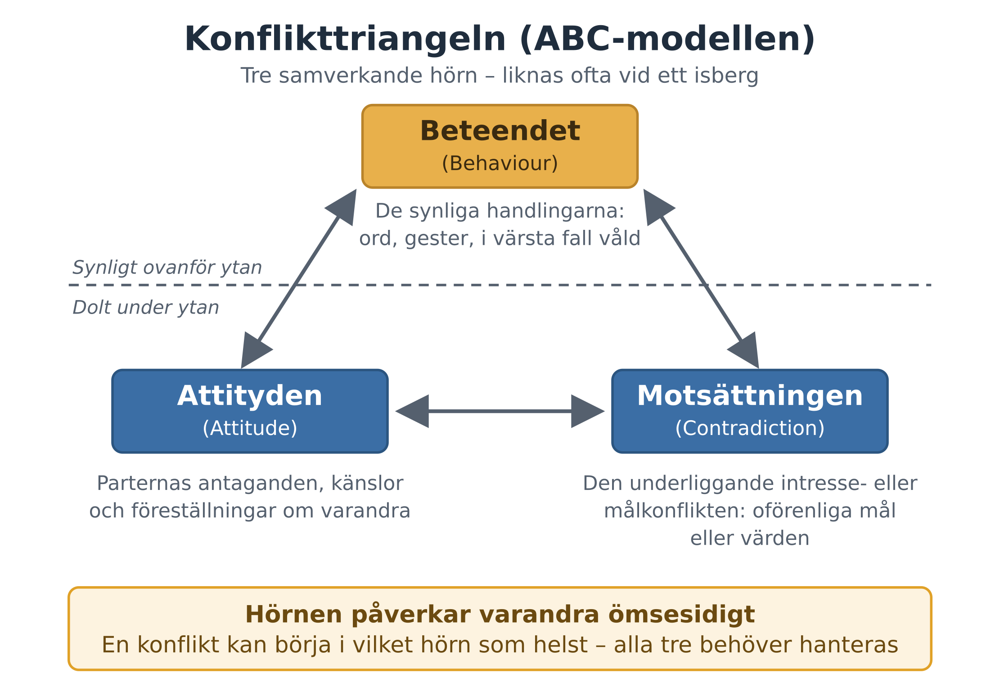 Konflikttriangeln (ABC-modellen)
Tre samverkande hörn – liknas ofta vid ett isberg
Beteendet
(Behaviour)
De synliga handlingarna:
ord, gester, i värsta fall våld
Synligt ovanför ytan
Dolt under ytan
Attityden
(Attitude)
Parternas antaganden, känslor
och föreställningar om varandra
Motsättningen
(Contradiction)
Den underliggande intresse- eller
målkonflikten: oförenliga mål
eller värden
Hörnen påverkar varandra ömsesidigt
En konflikt kan börja i vilket hörn som helst – alla tre behöver hanteras